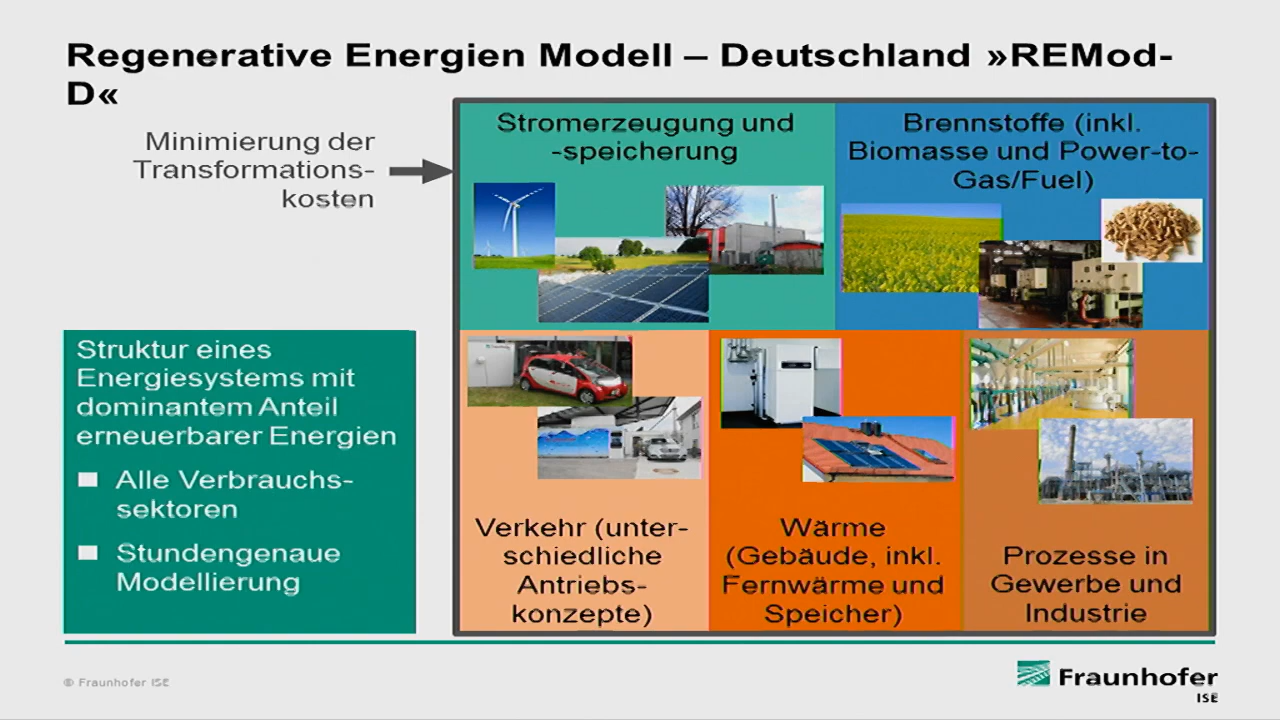 Regenerative Energien Modell – Deutschland »REMod-
D«
Minimierung der
Transformations-
kosten
Stromerzeugung und
-speicherung
Brennstoffe (inkl.
Biomasse und Power-to-
Gas/Fuel)
Struktur eines
Energiesystems mit
dominantem Anteil
erneuerbarer Energien
Alle Verbrauchs-
sektoren
Stundengenaue
Modellierung
Verkehr (unter-
schiedliche
Antriebs-
konzepte)
Wärme
(Gebäude, inkl.
Fernwärme und
Speicher)
Prozesse in
Gewerbe und
Industrie
© Fraunhofer ISE
Fraunhofer
ISE